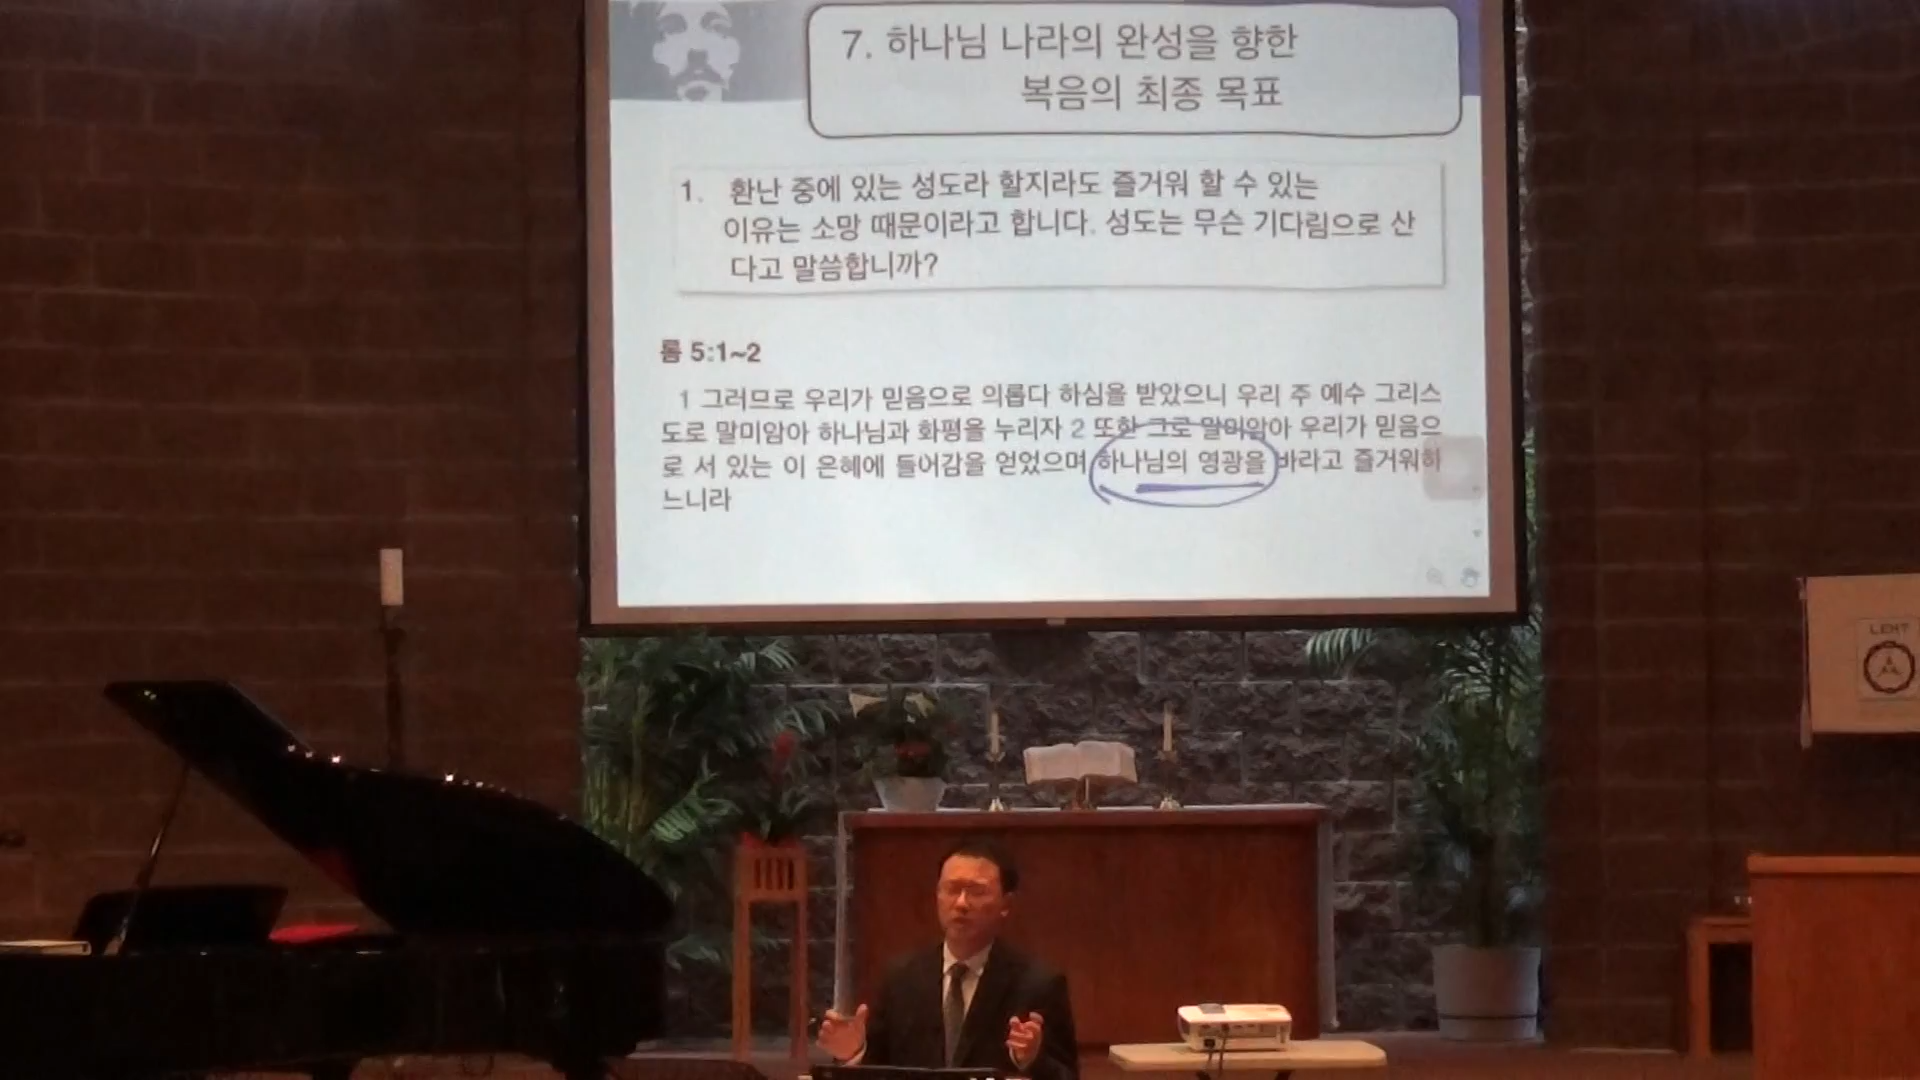 7. 하나님 나라의 완성을 향한
복음의 최종 목표
1. 환난 중에 있는 성도라 할지라도 즐거워 할 수 있는
이유는 소망 때문이라고 합니다. 성도는 무슨 기다림으로 산
다고 말씀합니까?
롬 5:1~2
1 그러므로 우리가 믿음으로 의롭다 하심을 받았으니 우리 주 예수 그리스
도로 말미암아 하나님과 화평을 누리자 2 또한 그로 말미암아 우리가 믿음으
로 서 있는 이 은혜에 들어감을 얻었으며 하나님의 영광을 바라고 즐거워하
느니라
LENT